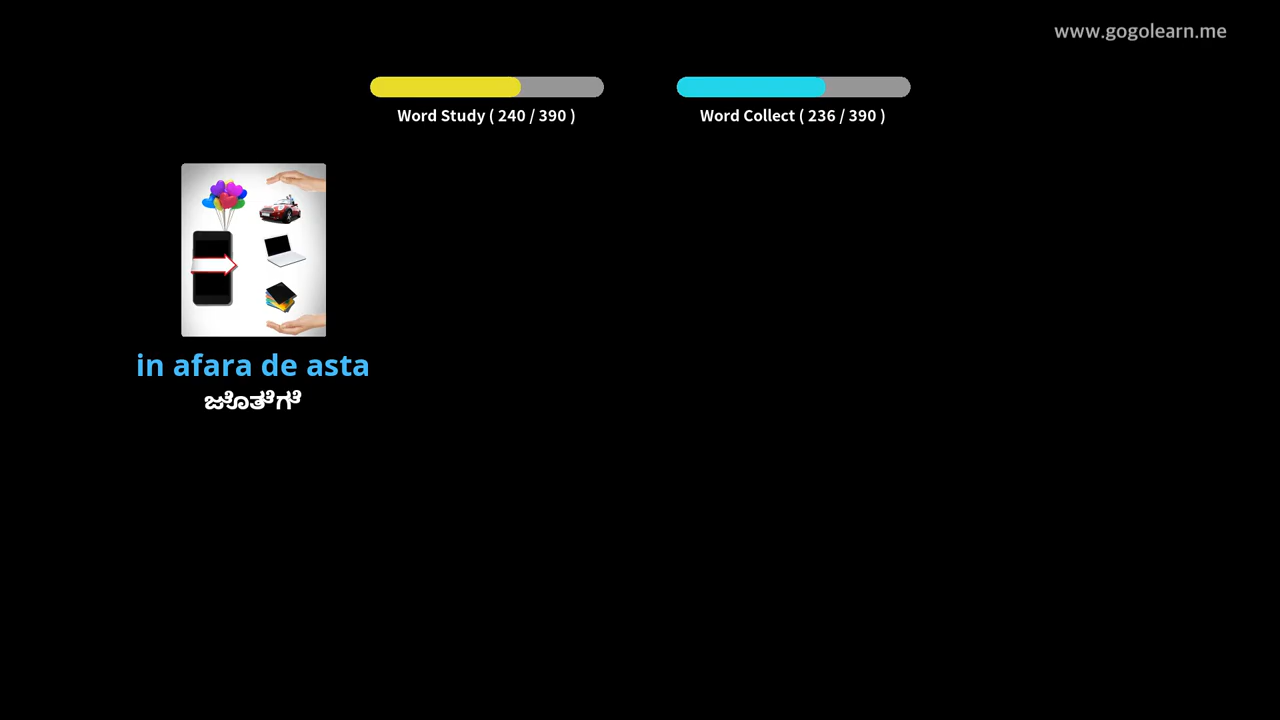 www.gogolearn.me
Word Study ( 240 / 390 )
Word Collect ( 236 / 390 )
in afara de asta
ಜೊತೆಗೆ